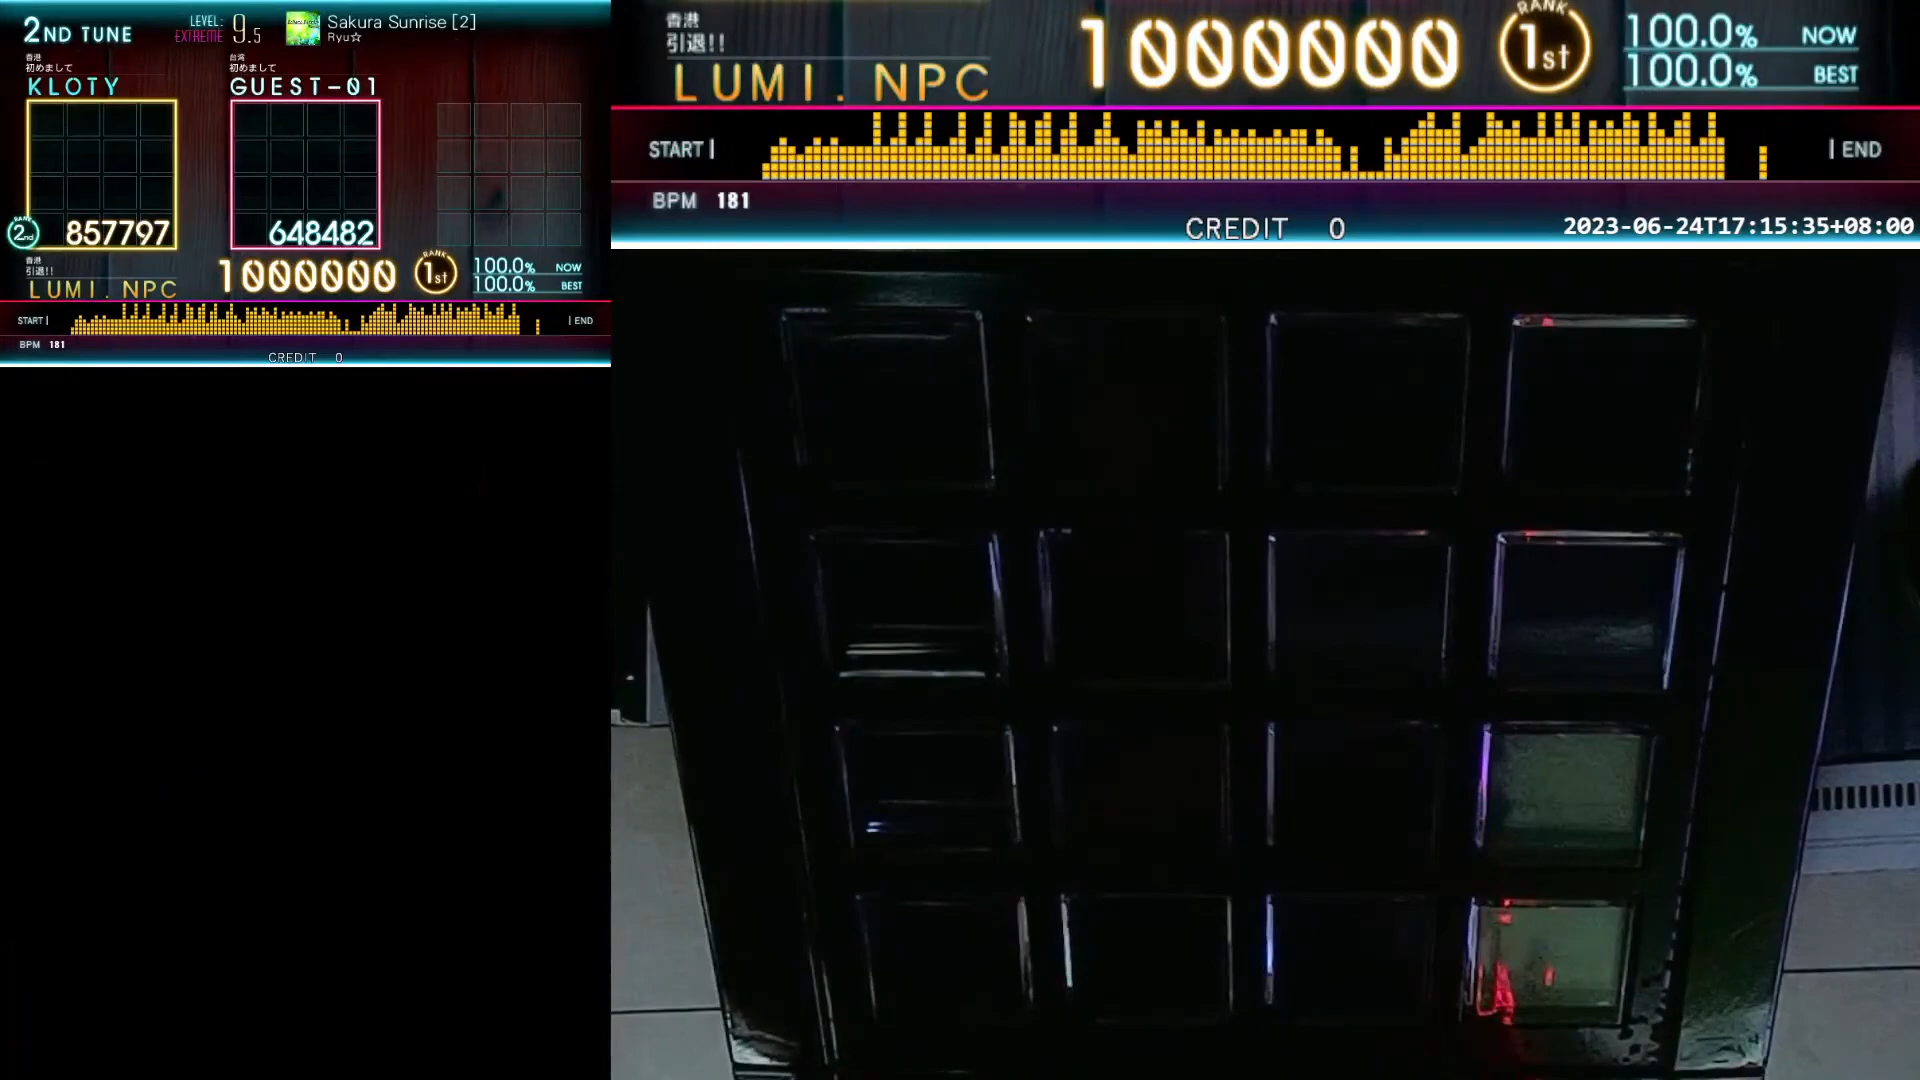 2ND TUNE
LEVEL:
EXTREME 9.5
Sakura Sunrise [2]
Ryu☆
香港
初めまして
KLOTY
台湾
初めまして
GUEST-01
RANK
2nd
857797
648482
香港
引退!!
LUMI.NPC
1000000
RANK
1st
100.0% NOW
100.0% BEST
START
END
BPM 181
CREDIT 0
香港
引退!!
LUMI.NPC
1000000
RANK
1st
100.0% NOW
100.0% BEST
START
END
BPM 181
CREDIT 0
2023-06-24T17:15:35+08:00